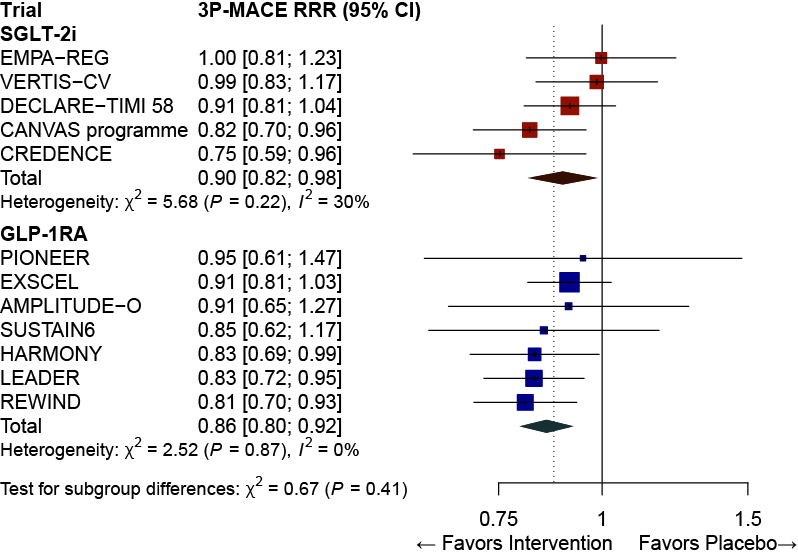 Trial 3P-MACE RRR (95% CI)
SGLT-2i
EMPA−REG 1.00 [0.81; 1.23]
VERTIS−CV 0.99 [0.83; 1.17]
DECLARE−TIMI 58 0.91 [0.81; 1.04]
CANVAS programme 0.82 [0.70; 0.96]
CREDENCE 0.75 [0.59; 0.96]
Total 0.90 [0.82; 0.98]
Heterogeneity: χ² = 5.68 (P = 0.22), I² = 30%
GLP-1RA
PIONEER 0.95 [0.61; 1.47]
EXSCEL 0.91 [0.81; 1.03]
AMPLITUDE−O 0.91 [0.65; 1.27]
SUSTAIN6 0.85 [0.62; 1.17]
HARMONY 0.83 [0.69; 0.99]
LEADER 0.83 [0.72; 0.95]
REWIND 0.81 [0.70; 0.93]
Total 0.86 [0.80; 0.92]
Heterogeneity: χ² = 2.52 (P = 0.87), I² = 0%
Test for subgroup differences: χ² = 0.67 (P = 0.41)
0.75 1 1.5
← Favors Intervention Favors Placebo→